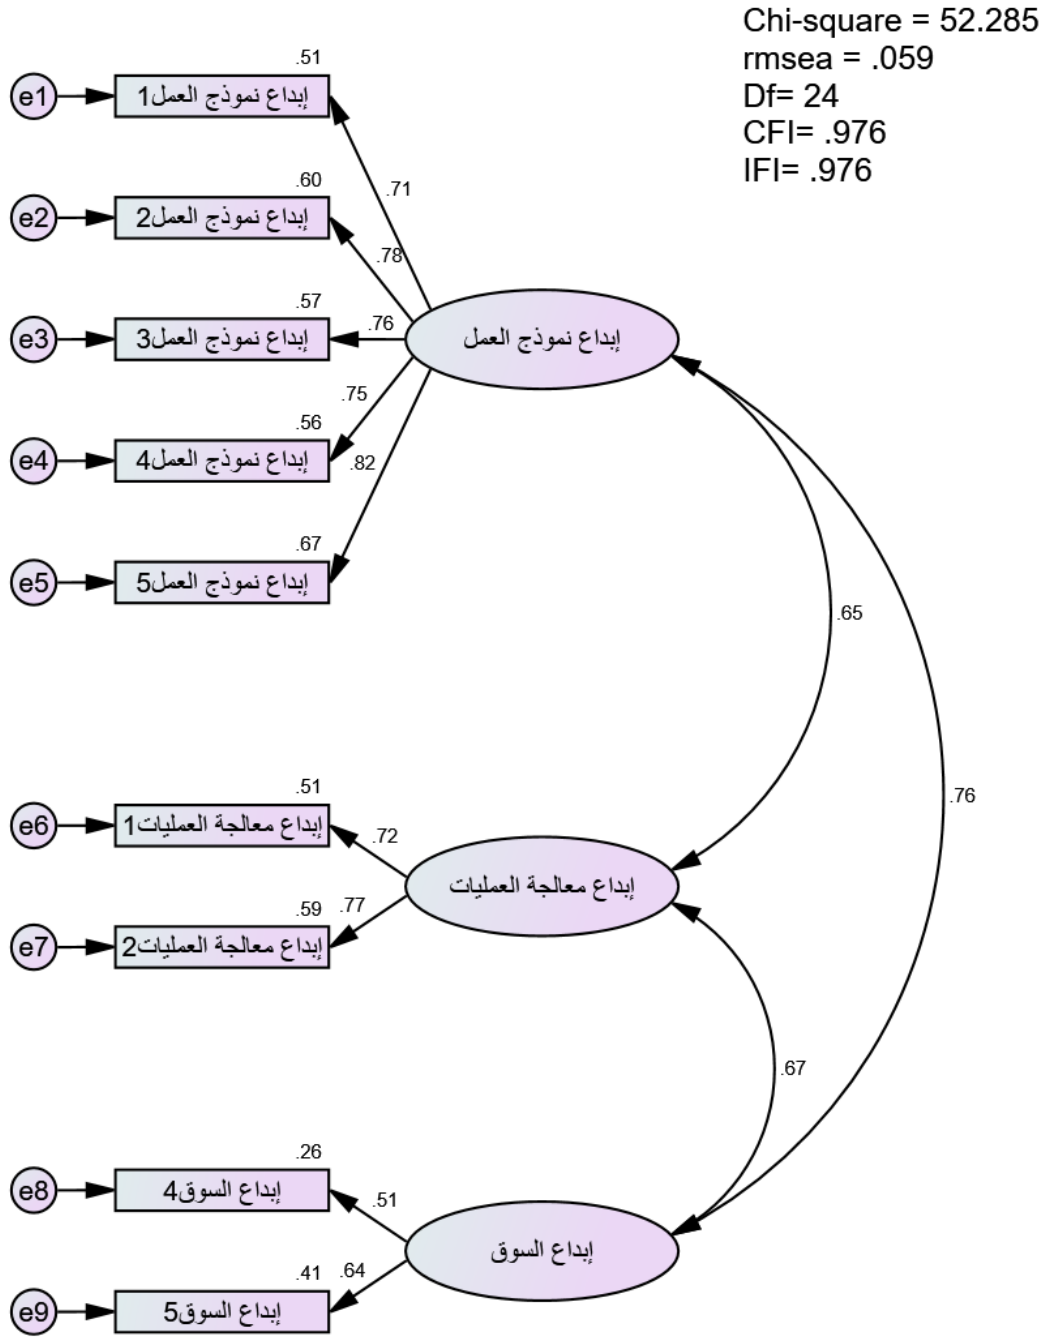 Chi-square = 52.285
rmsea = .059
Df= 24
CFI= .976
IFI= .976
.51
e1
إبداع نموذج العمل1
.71
.60
e2
إبداع نموذج العمل2
.78
.57
e3
إبداع نموذج العمل3
.76
إبداع نموذج العمل
.75
.56
e4
إبداع نموذج العمل4
.82
.67
e5
إبداع نموذج العمل5
.65
.76
.51
e6
إبداع معالجة العمليات1
.72
إبداع معالجة العمليات
.59
.77
e7
إبداع معالجة العمليات2
.67
.26
e8
إبداع السوق4
.51
إبداع السوق
.41
.64
e9
إبداع السوق5